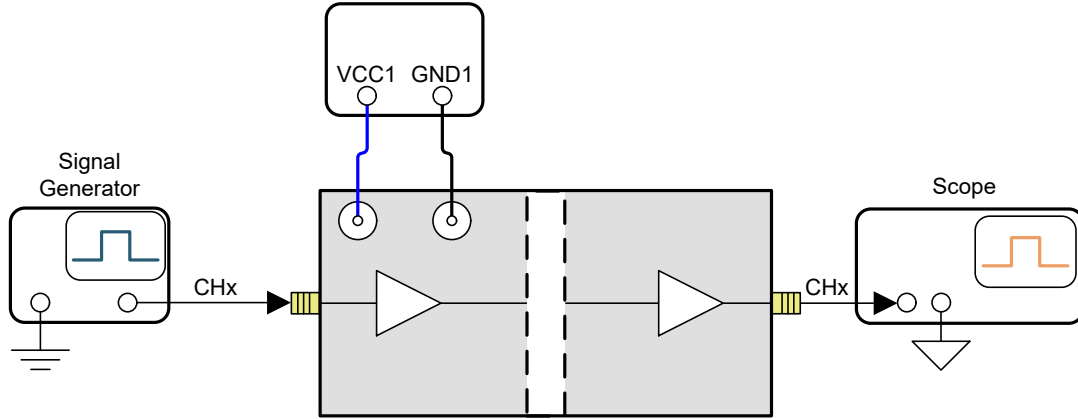 VCC1 GND1
Signal
Generator
Scope
CHx
CHx